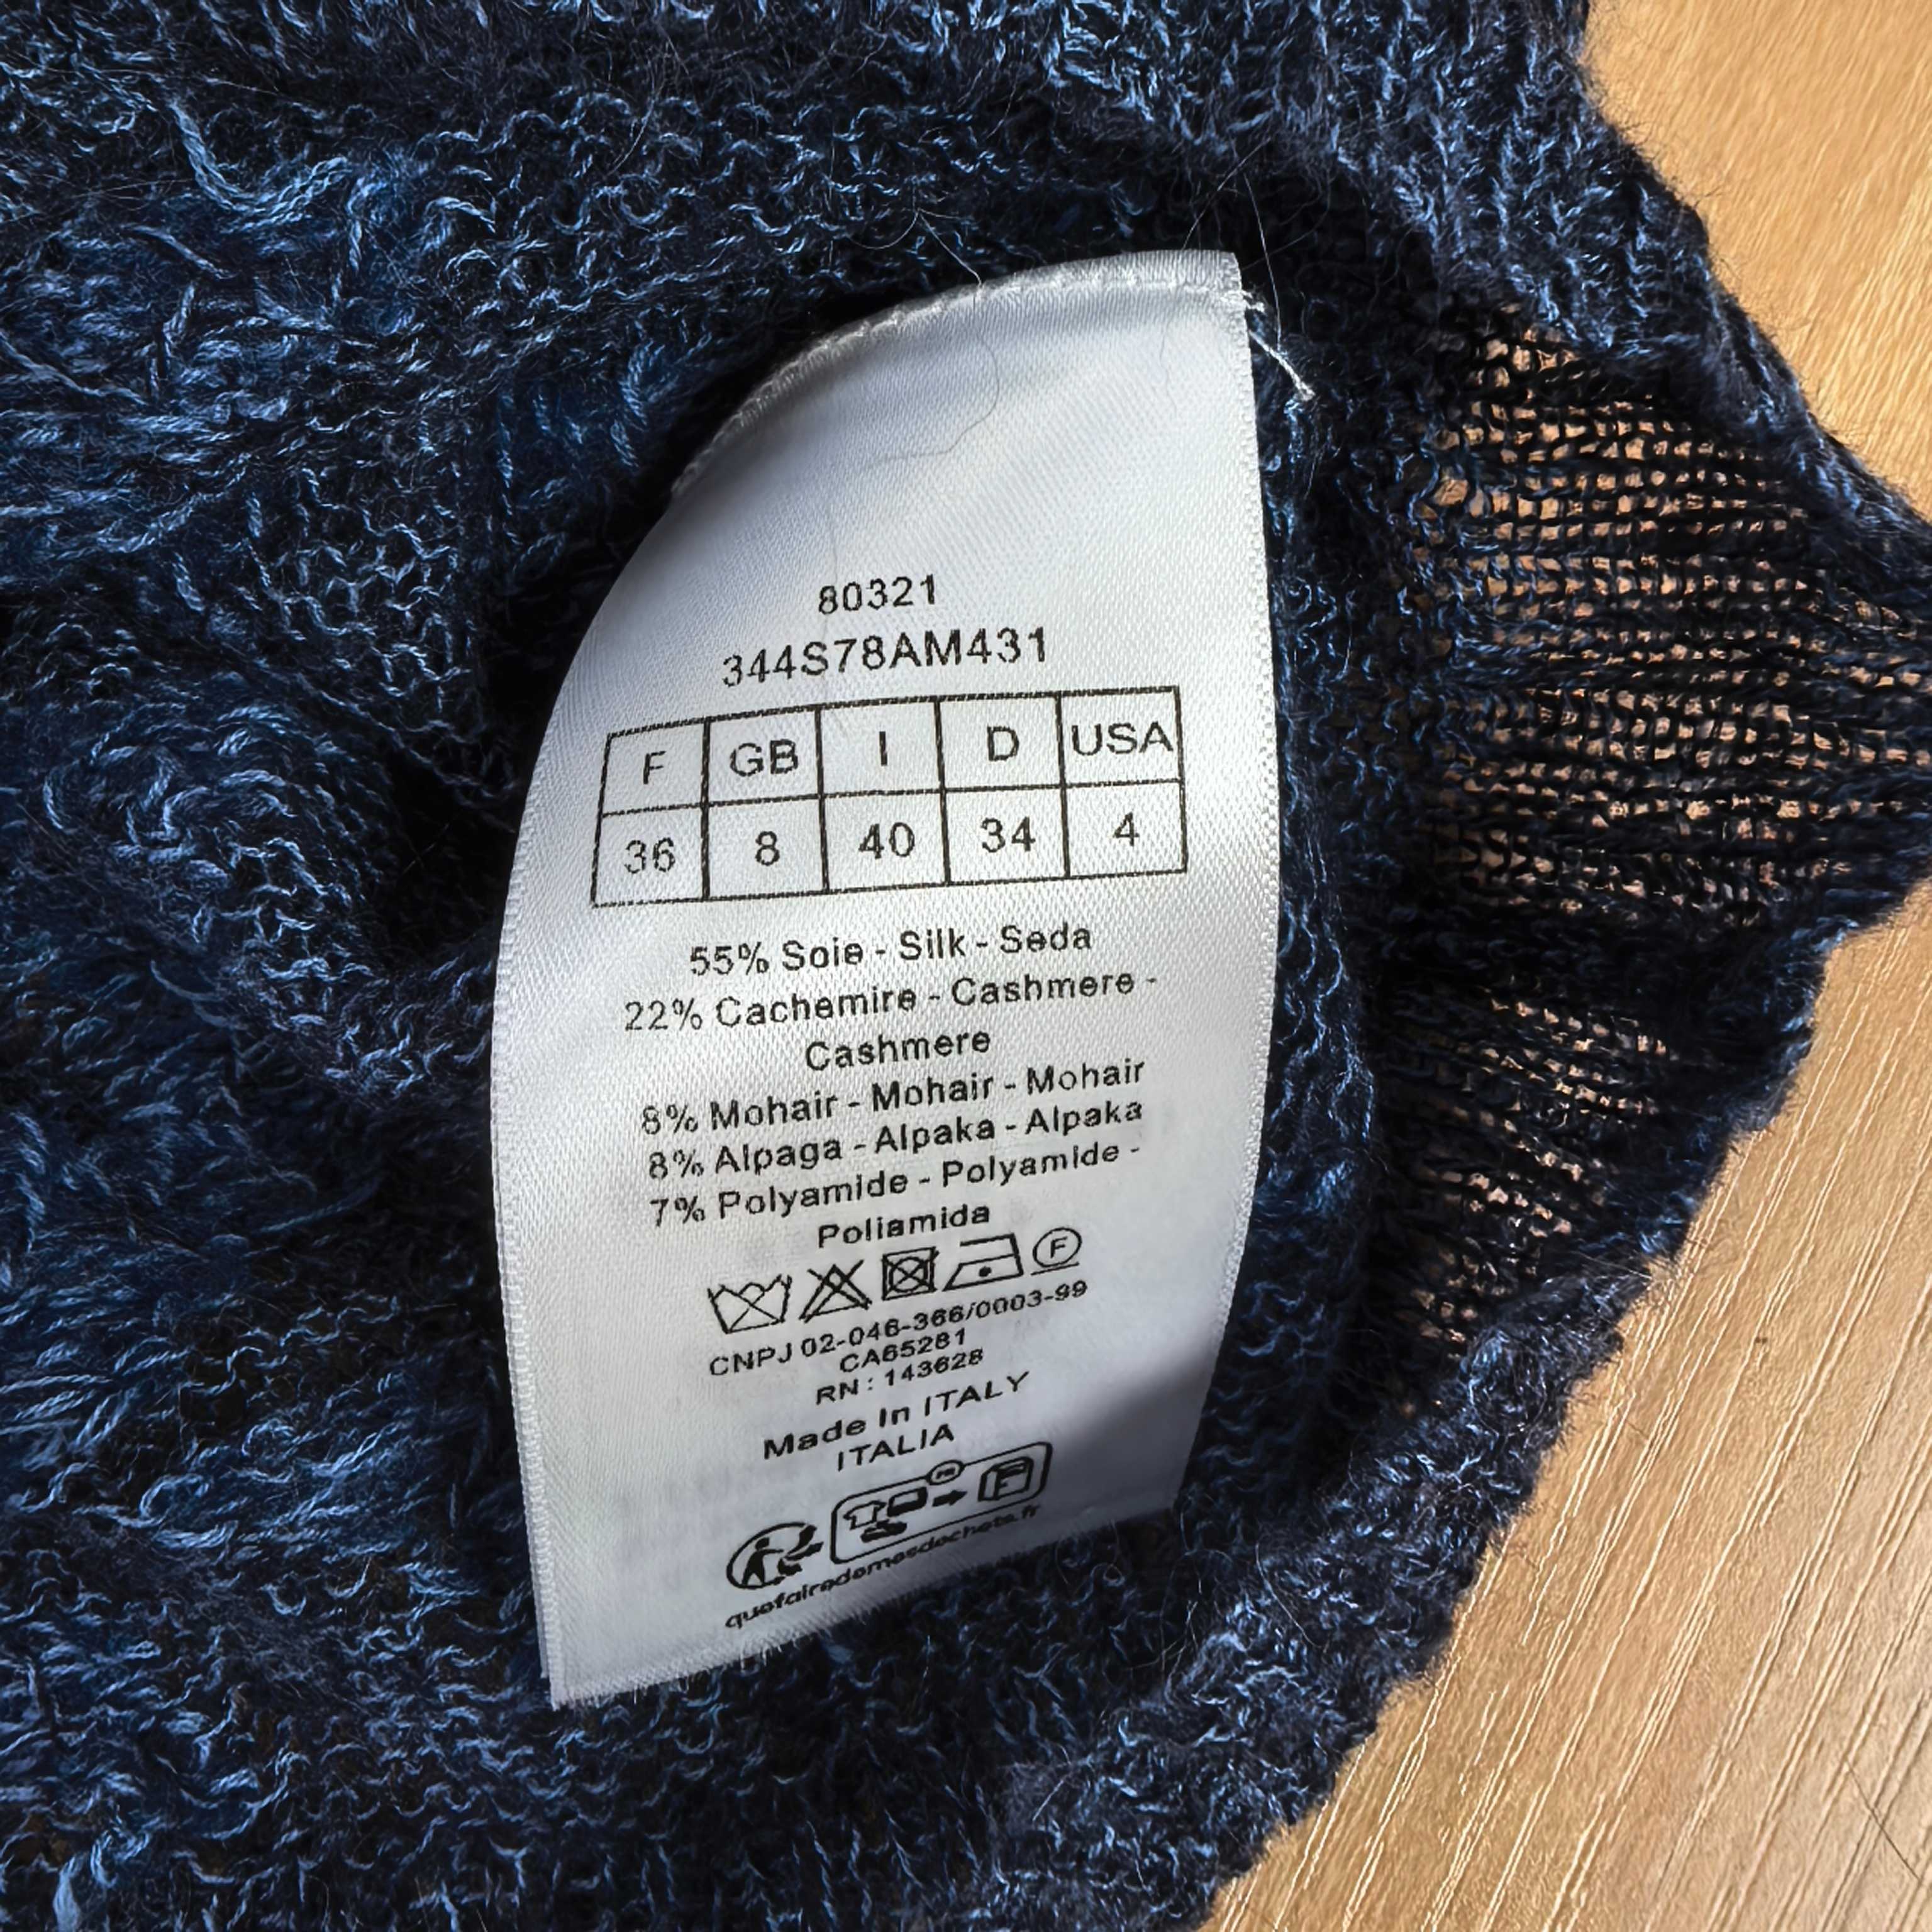 80321
344S78AM431
F GB I D USA
36 8 40 34 4
55% Soie - Silk - Seda
22% Cachemire - Cashmere -
Cashmere
8% Mohair - Mohair - Mohair
8% Alpaga - Alpaka - Alpaka
7% Polyamide - Polyamide -
Poliamida
F
CNPJ 02-046-366/0003-99
CA65281
RN : 143628
Made In ITALY
ITALIA
quefairedemesdechets.fr